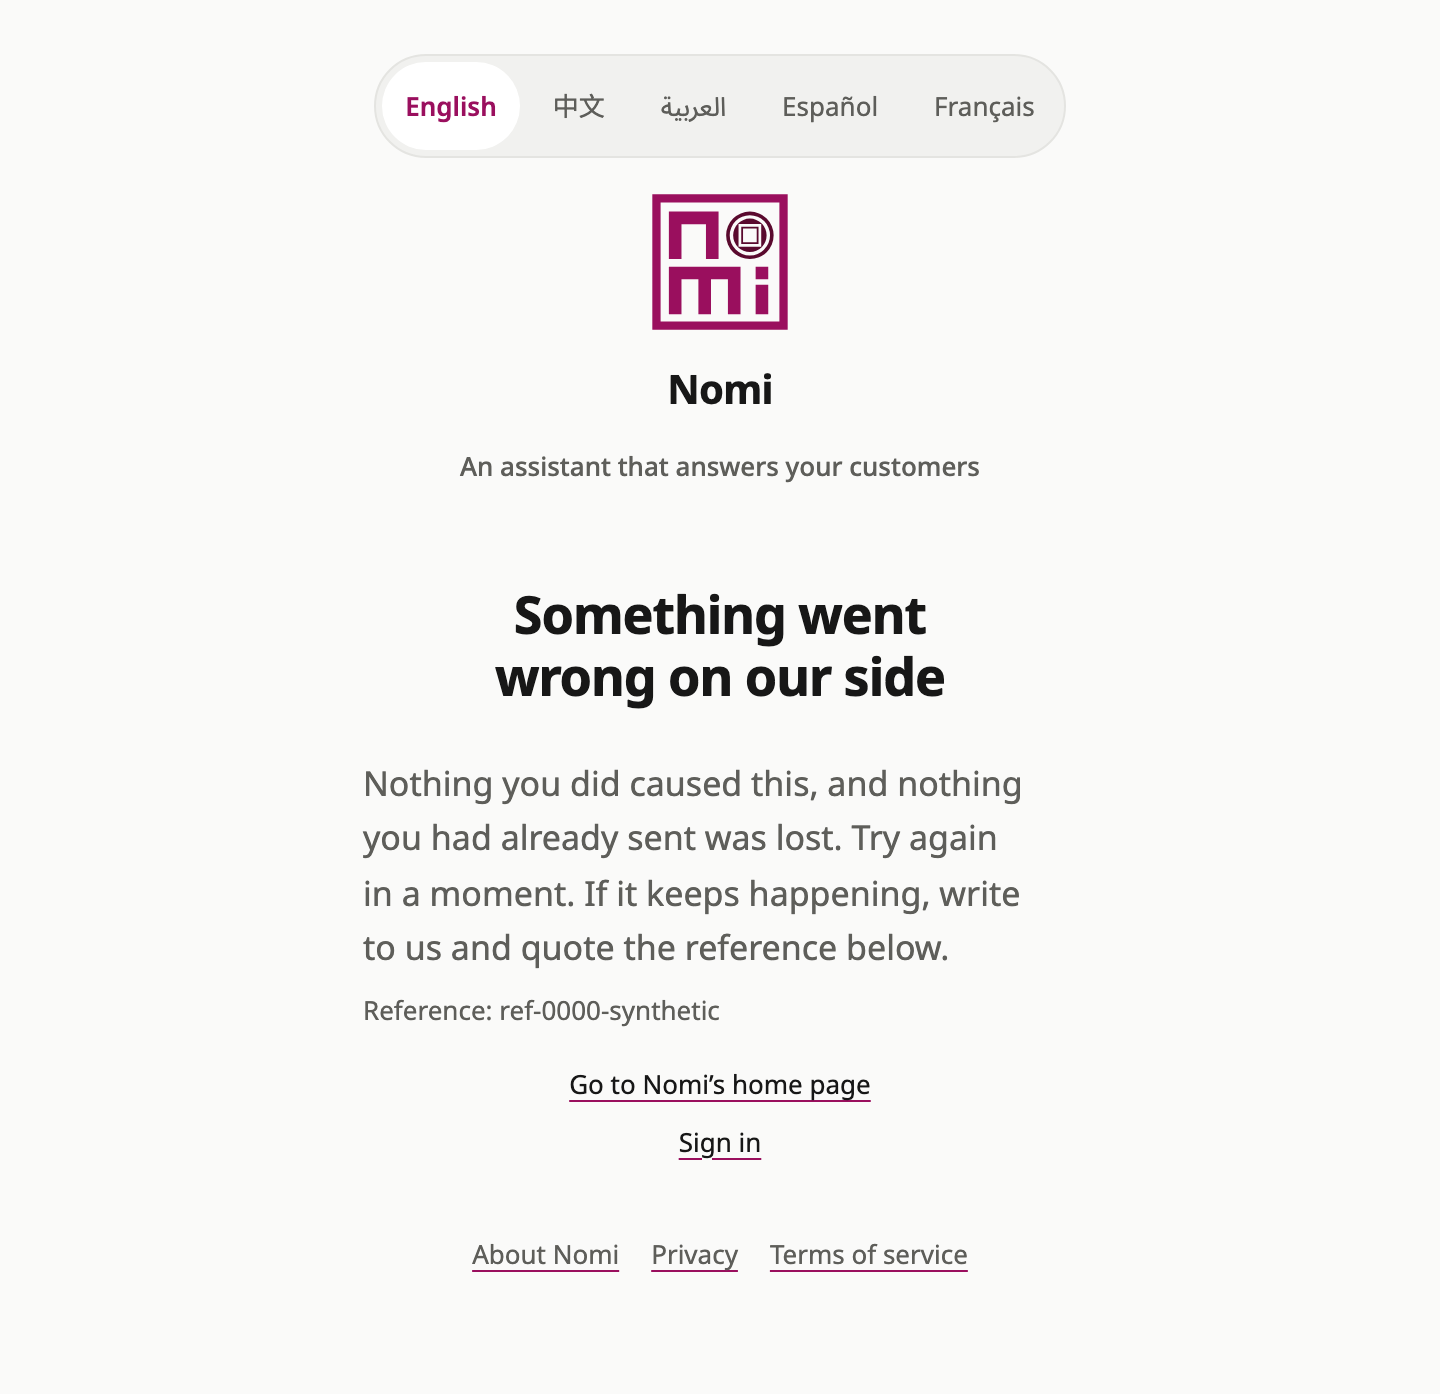 English 中文 العربية Español Français
nomi
Nomi
An assistant that answers your customers
Something went
wrong on our side
Nothing you did caused this, and nothing
you had already sent was lost. Try again
in a moment. If it keeps happening, write
to us and quote the reference below.
Reference: ref-0000-synthetic
Go to Nomi’s home page
Sign in
About Nomi Privacy Terms of service